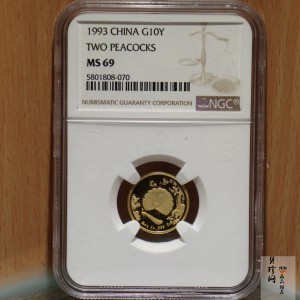 1993 CHINA G10Y
TWO PEACOCKS
MS 69
5801808-070
NUMISMATIC GUARANTY CORPORATION
NGC